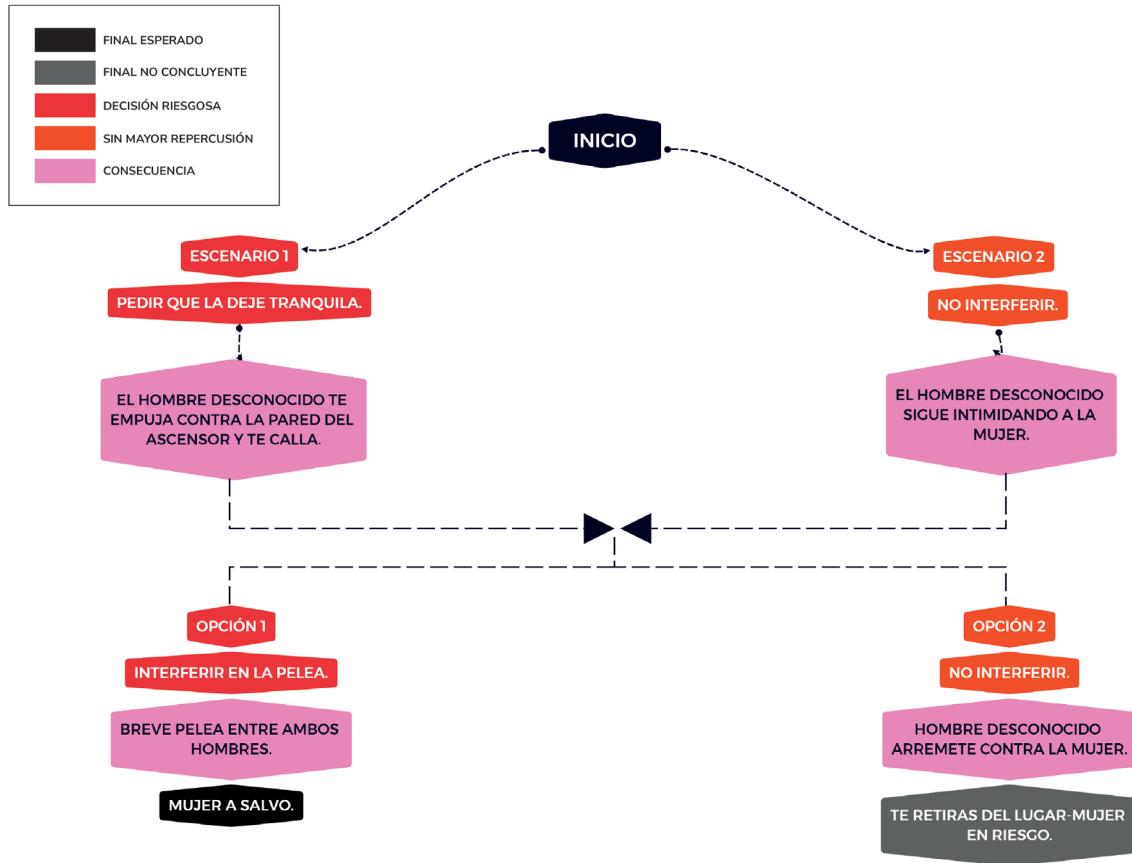 FINAL ESPERADO
FINAL NO CONCLUYENTE
DECISIÓN RIESGOSA
SIN MAYOR REPERCUSIÓN
CONSECUENCIA
INICIO
ESCENARIO 1
PEDIR QUE LA DEJE TRANQUILA.
EL HOMBRE DESCONOCIDO TE
EMPUJA CONTRA LA PARED DEL
ASCENSOR Y TE CALLA.
ESCENARIO 2
NO INTERFERIR.
EL HOMBRE DESCONOCIDO
SIGUE INTIMIDANDO A LA
MUJER.
OPCIÓN 1
INTERFERIR EN LA PELEA.
BREVE PELEA ENTRE AMBOS
HOMBRES.
MUJER A SALVO.
OPCIÓN 2
NO INTERFERIR.
HOMBRE DESCONOCIDO
ARREMETE CONTRA LA MUJER.
TE RETIRAS DEL LUGAR-MUJER
EN RIESGO.